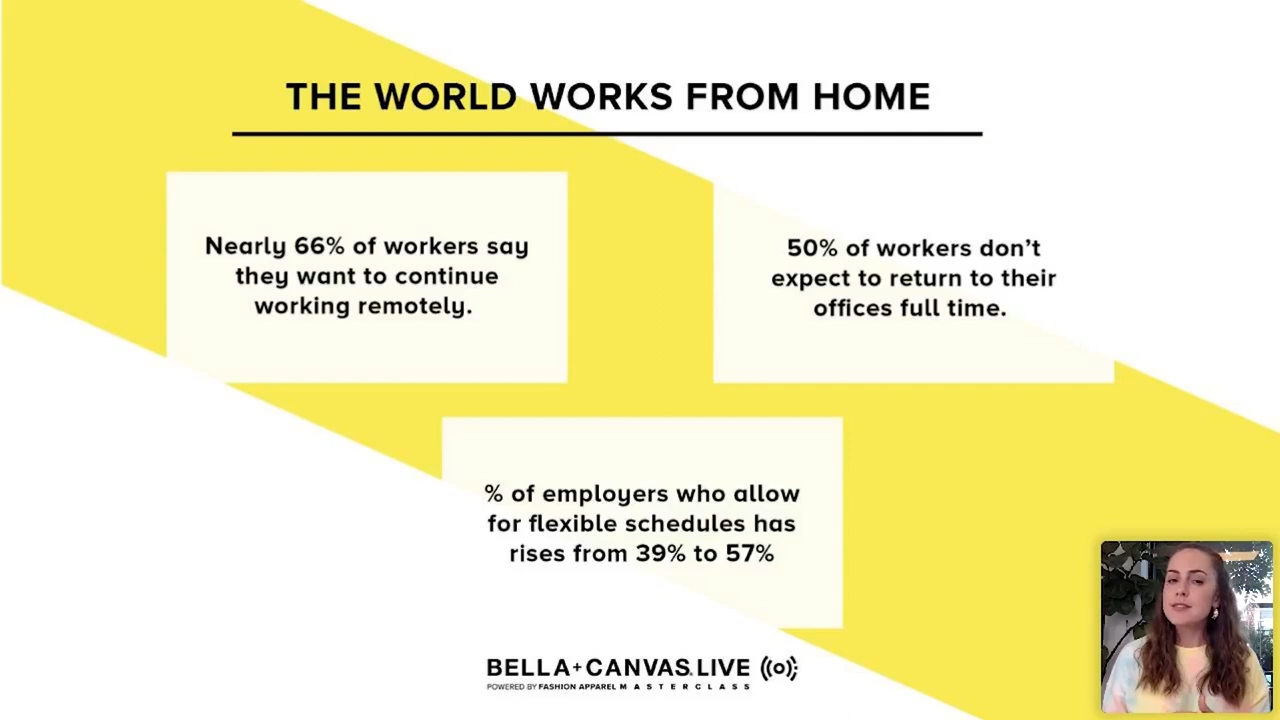 THE WORLD WORKS FROM HOME
Nearly 66% of workers say
they want to continue
working remotely.
50% of workers don’t
expect to return to their
offices full time.
% of employers who allow
for flexible schedules has
rises from 39% to 57%
BELLA+CANVAS.LIVE
POWERED BY FASHION APPAREL MASTERCLASS